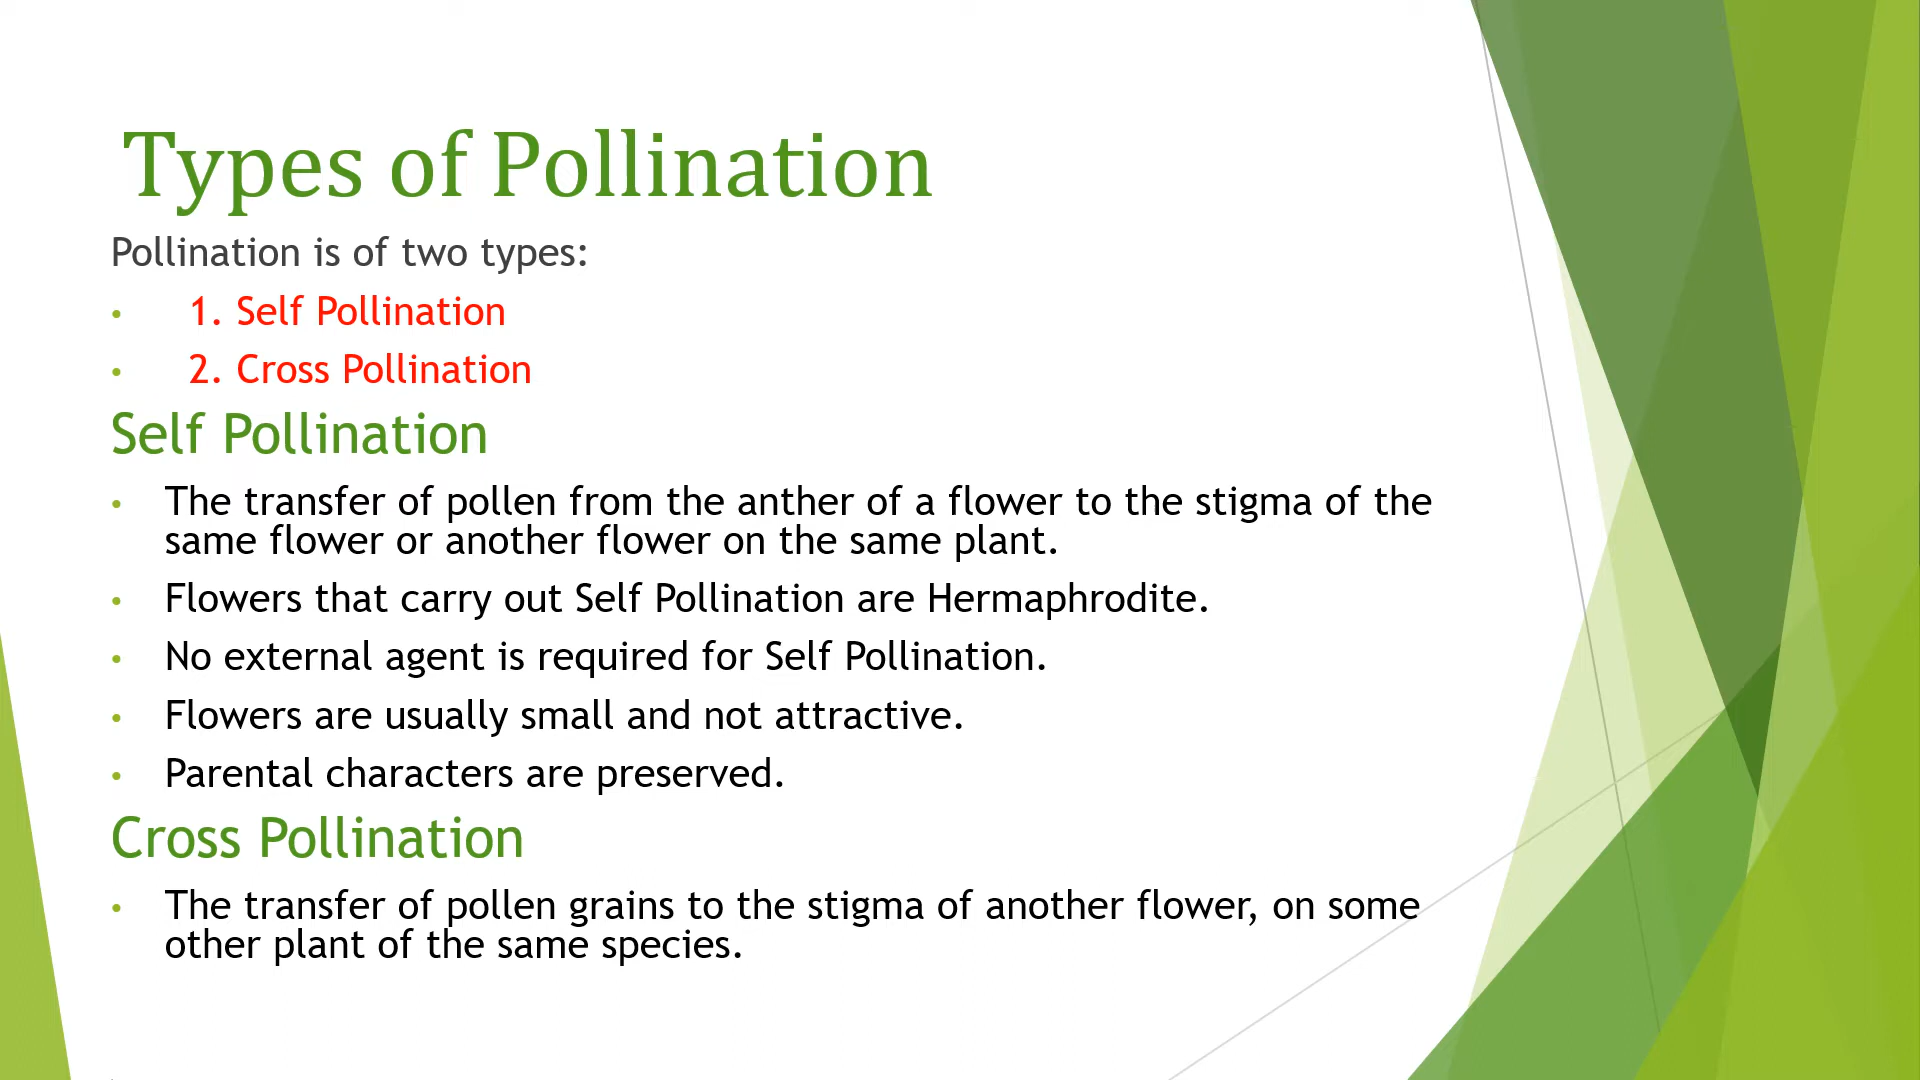 Types of Pollination
Pollination is of two types:
• 1. Self Pollination
• 2. Cross Pollination
Self Pollination
• The transfer of pollen from the anther of a flower to the stigma of the
same flower or another flower on the same plant.
• Flowers that carry out Self Pollination are Hermaphrodite.
• No external agent is required for Self Pollination.
• Flowers are usually small and not attractive.
• Parental characters are preserved.
Cross Pollination
• The transfer of pollen grains to the stigma of another flower, on some
other plant of the same species.